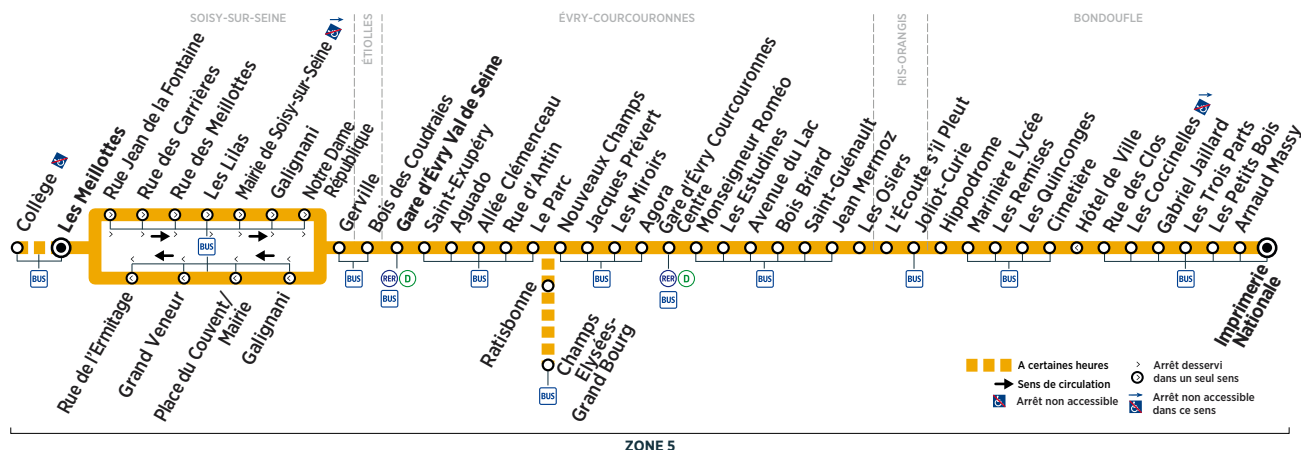 SOISY-SUR-SEINE
ÉTIOLLES
ÉVRY-COURCOURONNES
RIS-ORANGIS
BONDOUFLE
Collège
Les Meillottes
Rue Jean de la Fontaine
Rue des Carrières
Rue des Meillottes
Les Lilas
Mairie de Soisy-sur-Seine
Galignani
Notre Dame
République
Gerville
Bois des Coudraies
Gare d'Évry Val de Seine
Saint-Exupéry
Aguado
Allée Clémenceau
Rue d'Antin
Le Parc
Nouveaux Champs
Jacques Prévert
Les Miroirs
Agora
Gare d'Évry Courcouronnes
Centre
Monseigneur Roméo
Les Estudines
Avenue du Lac
Bois Briard
Saint-Guénault
Jean Mermoz
Les Osiers
L'Écoute s'il Pleut
Joliot-Curie
Hippodrome
Marinière Lycée
Les Remises
Les Quinconges
Cimetière
Hôtel de Ville
Rue des Clos
Les Coccinelles
Gabriel Jaillard
Les Trois Parts
Les Petits Bois
Arnaud Massy
Imprimerie
Nationale
BUS
BUS
BUS
RER D
BUS
BUS
BUS
RER D
BUS
BUS
BUS
BUS
BUS
Rue de l'Ermitage
Grand Veneur
Place du Couvent/
Mairie
Galignani
Ratisbonne
Champs
Elysées-
Grand Bourg
BUS
A certaines heures
Sens de circulation
Arrêt non accessible
Arrêt desservi
dans un seul sens
Arrêt non accessible
dans ce sens
ZONE 5